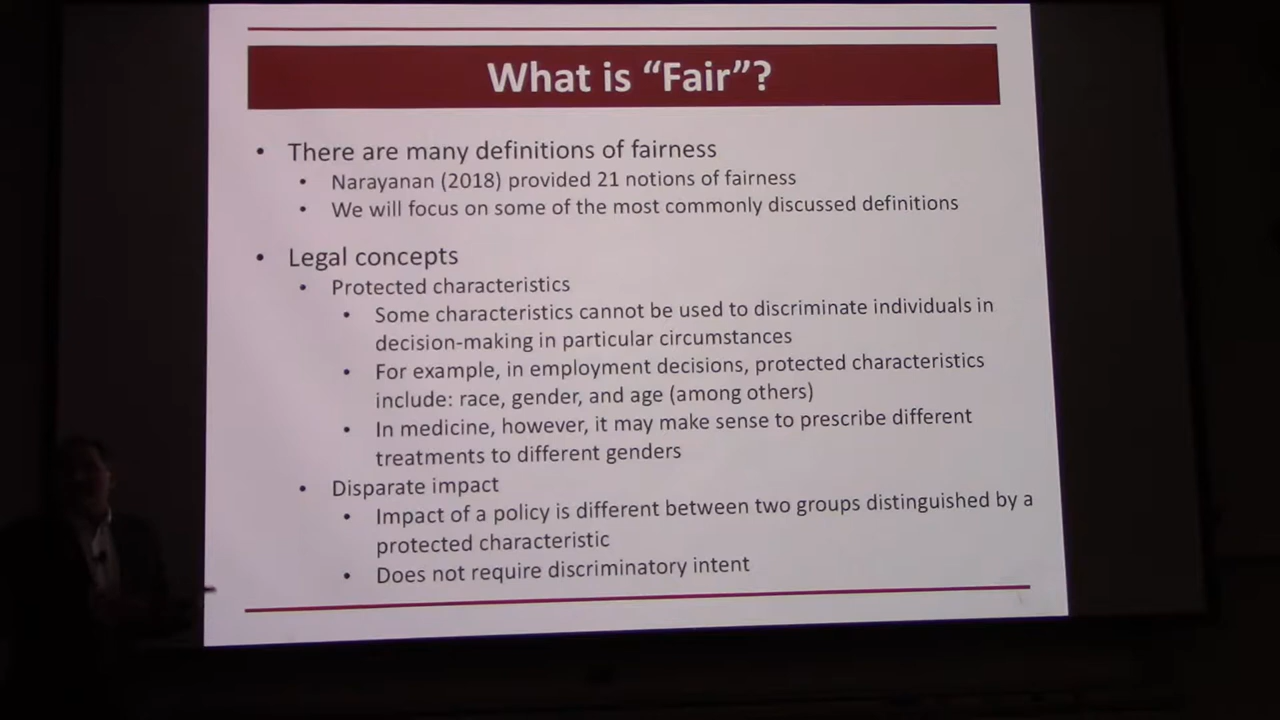 What is “Fair”?
• There are many definitions of fairness
• Narayanan (2018) provided 21 notions of fairness
• We will focus on some of the most commonly discussed definitions
• Legal concepts
• Protected characteristics
• Some characteristics cannot be used to discriminate individuals in
decision-making in particular circumstances
• For example, in employment decisions, protected characteristics
include: race, gender, and age (among others)
• In medicine, however, it may make sense to prescribe different
treatments to different genders
• Disparate impact
• Impact of a policy is different between two groups distinguished by a
protected characteristic
• Does not require discriminatory intent